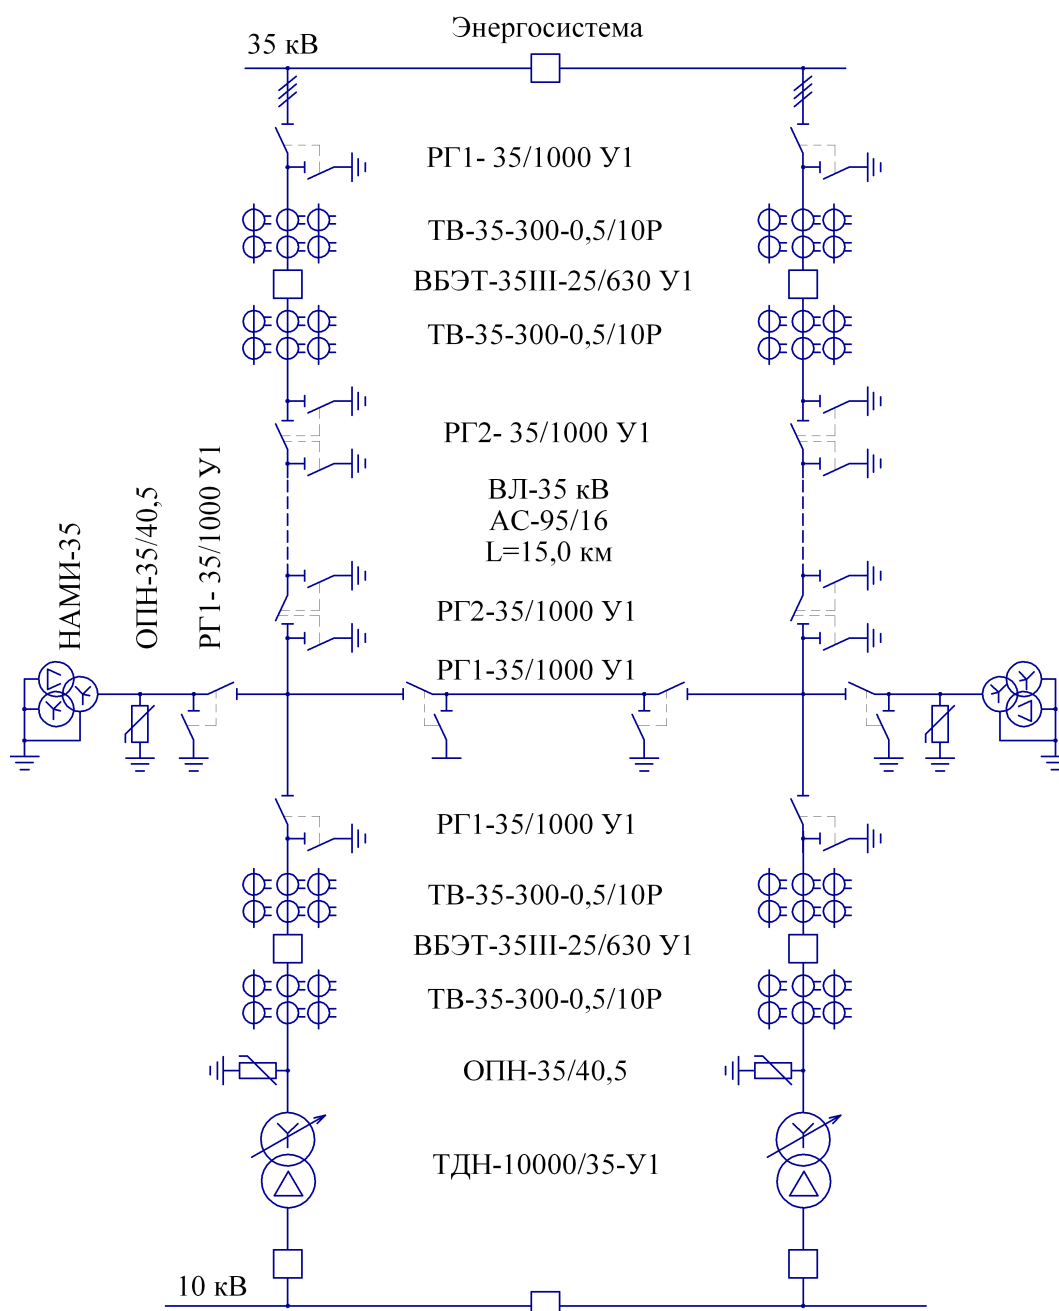 Энергосистема
35 кВ
РГ1- 35/1000 У1
ТВ-35-300-0,5/10Р
ВБЭТ-35III-25/630 У1
ТВ-35-300-0,5/10Р
РГ2- 35/1000 У1
ВЛ-35 кВ
АС-95/16
L=15,0 км
НАМИ-35
ОПН-35/40,5
РГ1- 35/1000 У1
РГ2-35/1000 У1
РГ1-35/1000 У1
РГ1-35/1000 У1
ТВ-35-300-0,5/10Р
ВБЭТ-35III-25/630 У1
ТВ-35-300-0,5/10Р
ОПН-35/40,5
ТДН-10000/35-У1
10 кВ